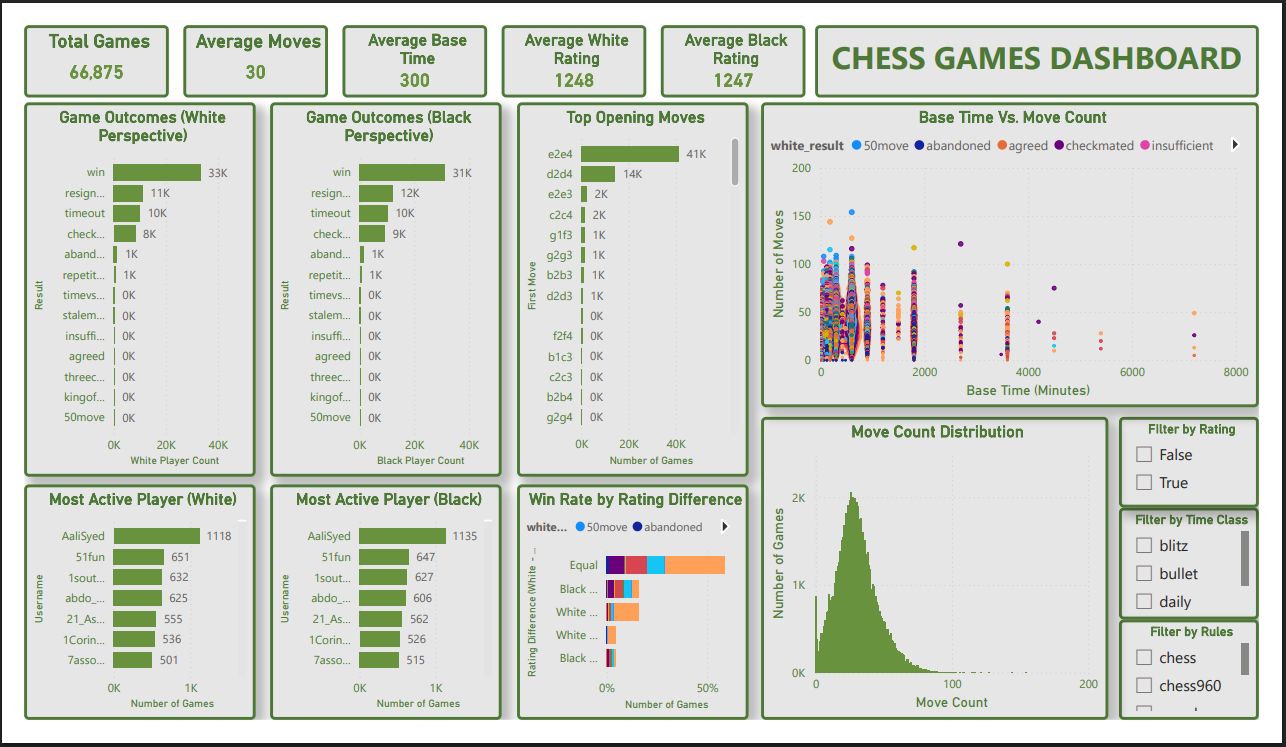 Total Games
66,875
Average Moves
30
Average Base
Time
300
Average White
Rating
1248
Average Black
Rating
1247
CHESS GAMES DASHBOARD
Game Outcomes (White
Perspective)
Result
win 33K
resign... 11K
timeout 10K
check... 8K
aband... 1K
repetit... 1K
timevs... 0K
stalem... 0K
insuffi... 0K
agreed 0K
threec... 0K
kingof... 0K
50move 0K
0K 20K 40K
White Player Count
Game Outcomes (Black
Perspective)
Result
win 31K
resign... 12K
timeout 10K
check... 9K
aband... 1K
repetit... 1K
timevs... 0K
stalem... 0K
insuffi... 0K
agreed 0K
threec... 0K
kingof... 0K
50move 0K
0K 20K 40K
Black Player Count
Top Opening Moves
First Move
e2e4 41K
d2d4 14K
e2e3 2K
c2c4 2K
g1f3 1K
g2g3 1K
b2b3 1K
d2d3 1K
0K
f2f4 0K
b1c3 0K
c2c3 0K
b2b4 0K
g2g4 0K
0K 20K 40K
Number of Games
Base Time Vs. Move Count
white_result 50move abandoned agreed checkmated insufficient
Number of Moves
200
150
100
50
0
0 2000 4000 6000 8000
Base Time (Minutes)
Most Active Player (White)
Username
AaliSyed 1118
51fun 651
1sout... 632
abdo_... 625
21_As... 555
1Corin... 536
7asso... 501
0K 1K
Number of Games
Most Active Player (Black)
Username
AaliSyed 1135
51fun 647
1sout... 627
abdo_... 606
21_As... 562
1Corin... 526
7asso... 515
0K 1K
Number of Games
Win Rate by Rating Difference
white... 50move abandoned
Rating Difference (White - ...
Equal
Black ...
White ...
White ...
Black ...
0% 50%
Number of Games
Move Count Distribution
Number of Games
2K
1K
0K
0 100 200
Move Count
Filter by Rating
False
True
Filter by Time Class
blitz
bullet
daily
Filter by Rules
chess
chess960